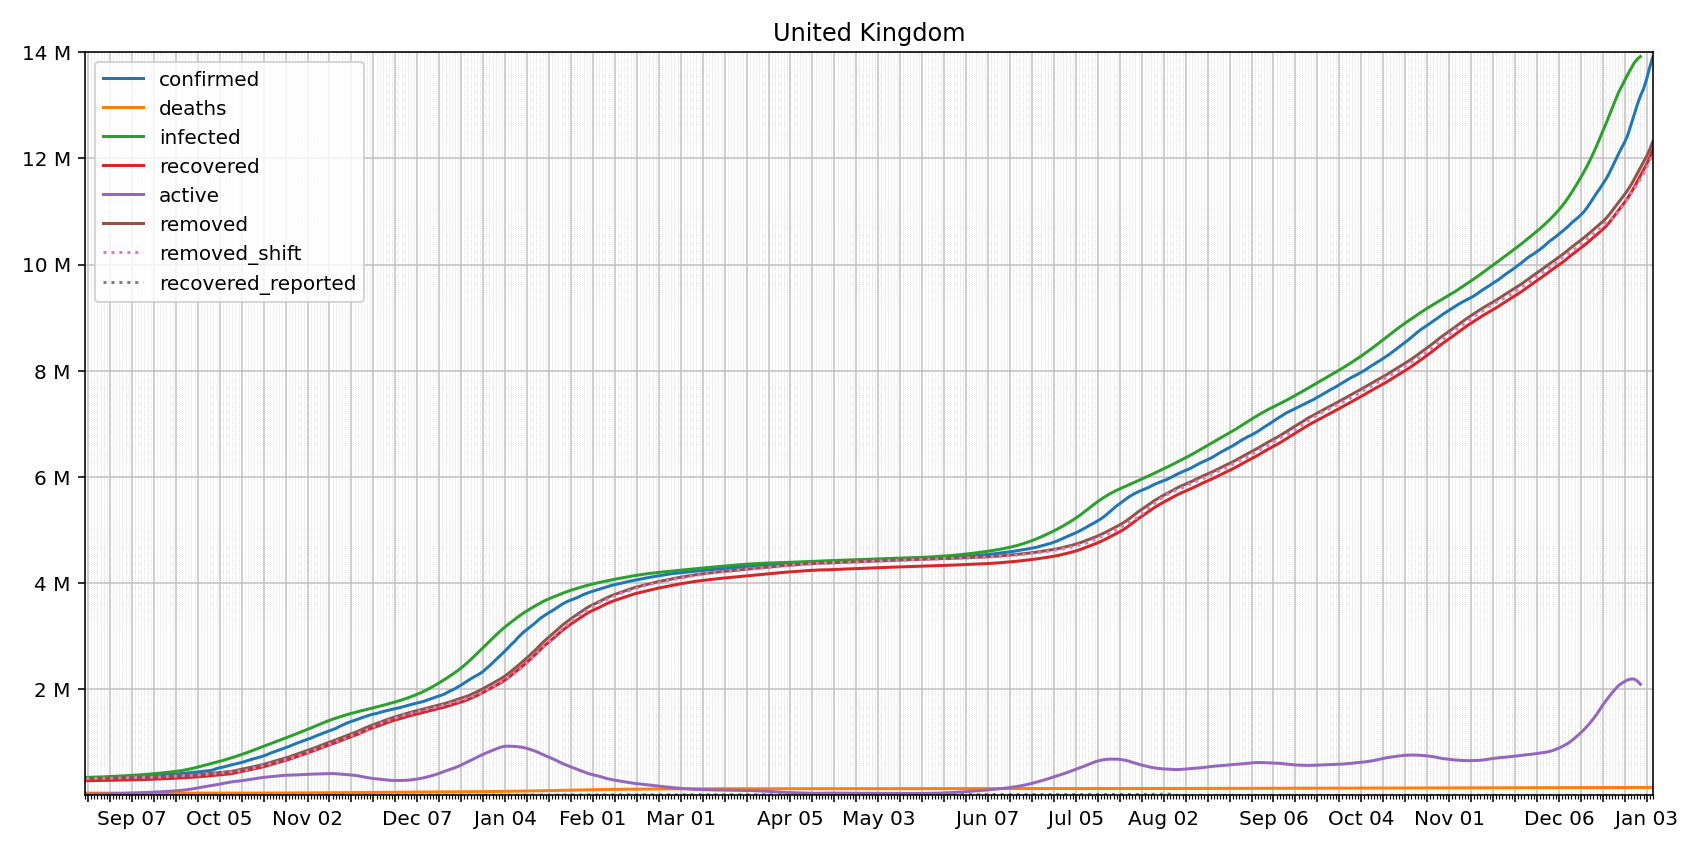 United Kingdom
14 M
12 M
10 M
8 M
6 M
4 M
2 M
confirmed
deaths
infected
recovered
active
removed
removed_shift
recovered_reported
Sep 07 Oct 05 Nov 02 Dec 07 Jan 04 Feb 01 Mar 01 Apr 05 May 03 Jun 07 Jul 05 Aug 02 Sep 06 Oct 04 Nov 01 Dec 06 Jan 03